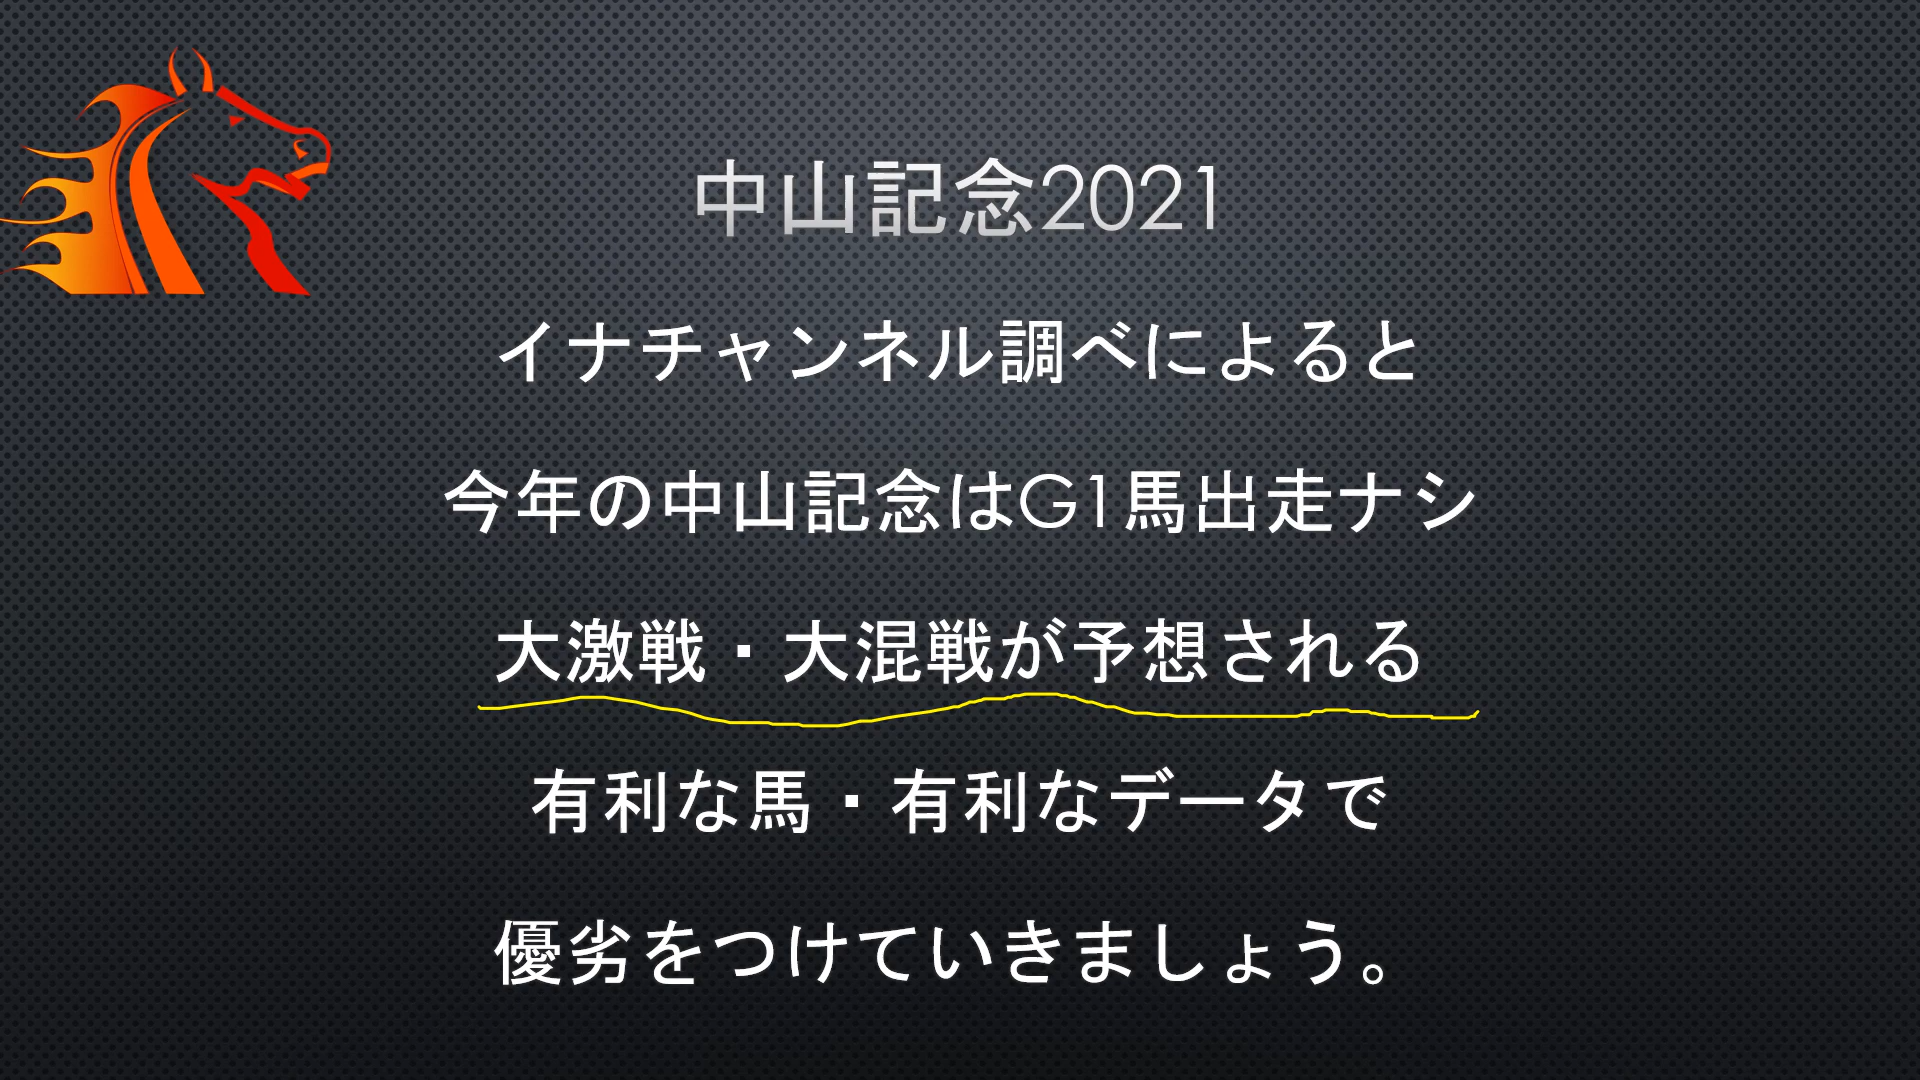 中山記念2021
イナチャンネル調べによると
今年の中山記念はG1馬出走ナシ
大激戦・大混戦が予想される
有利な馬・有利なデータで
優劣をつけていきましょう。